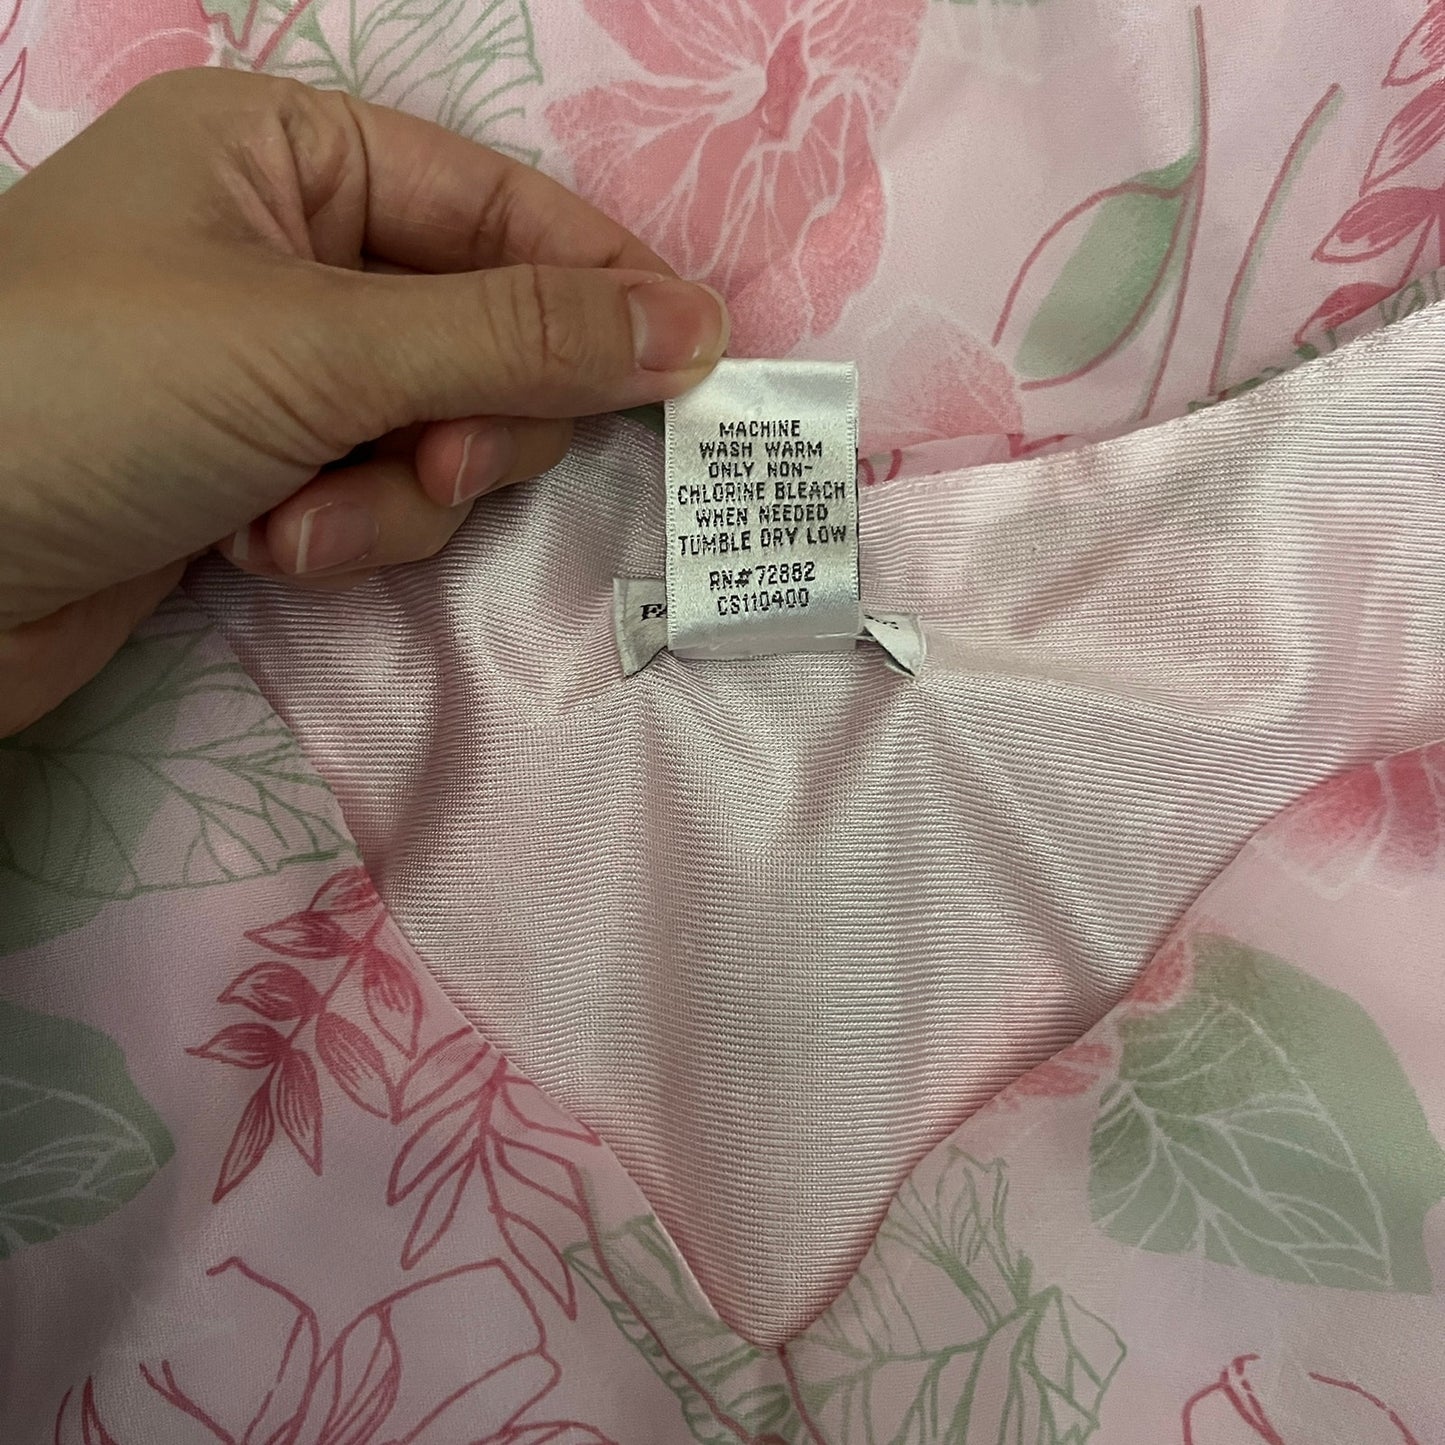 MACHINE
WASH WARM
ONLY NON-
CHLORINE BLEACH
WHEN NEEDED
TUMBLE DRY LOW
RN#72882
CS110400